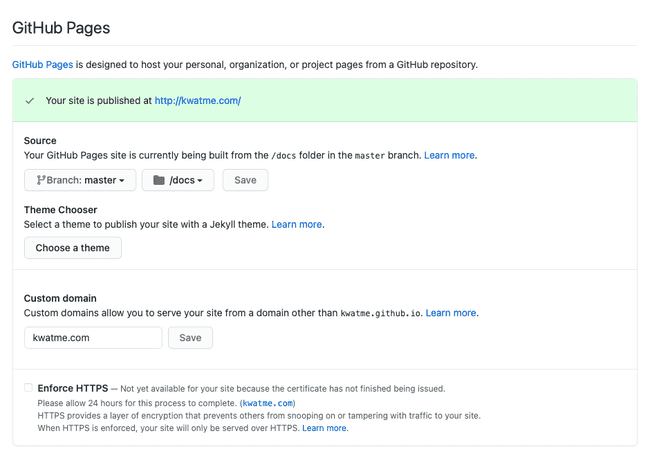 GitHub Pages
GitHub Pages is designed to host your personal, organization, or project pages from a GitHub repository.
Your site is published at http://kwatme.com/
Source
Your GitHub Pages site is currently being built from the /docs folder in the master branch. Learn more.
Branch: master /docs Save
Theme Chooser
Select a theme to publish your site with a Jekyll theme. Learn more.
Choose a theme
Custom domain
Custom domains allow you to serve your site from a domain other than kwatme.github.io. Learn more.
kwatme.com Save
Enforce HTTPS — Not yet available for your site because the certificate has not finished being issued.
Please allow 24 hours for this process to complete. (kwatme.com)
HTTPS provides a layer of encryption that prevents others from snooping on or tampering with traffic to your site.
When HTTPS is enforced, your site will only be served over HTTPS. Learn more.